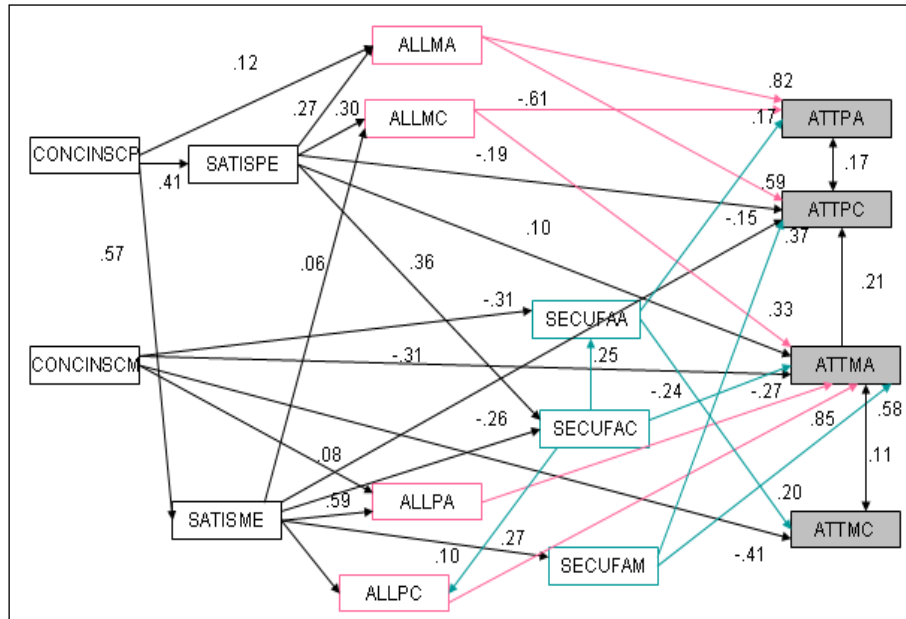 ALLMA
.12
.82
.27
.30
ALLMC
-.61
.17
ATTPA
CONCINSCP
SATISPE
-.19
.17
.41
.59
ATTPC
-.15
.10
.37
.57
.36
.06
.21
-.31
SECUFAA
.33
CONCINSCM
-.31
.25
ATTMA
-.24
-.27
-.26
SECUFAC
.85
.58
.08
.11
ALLPA
.59
.20
SATISME
ATTMC
.27
-.41
.10
SECUFAM
ALLPC